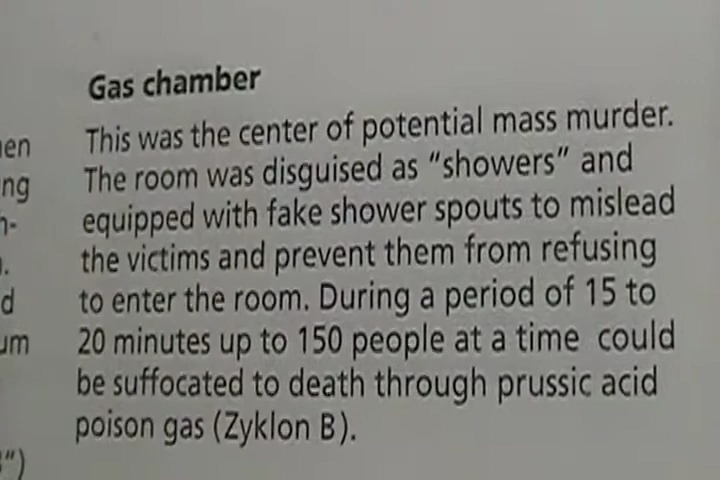 Gas chamber
This was the center of potential mass murder.
The room was disguised as "showers" and
equipped with fake shower spouts to mislead
the victims and prevent them from refusing
to enter the room. During a period of 15 to
20 minutes up to 150 people at a time could
be suffocated to death through prussic acid
poison gas (Zyklon B).